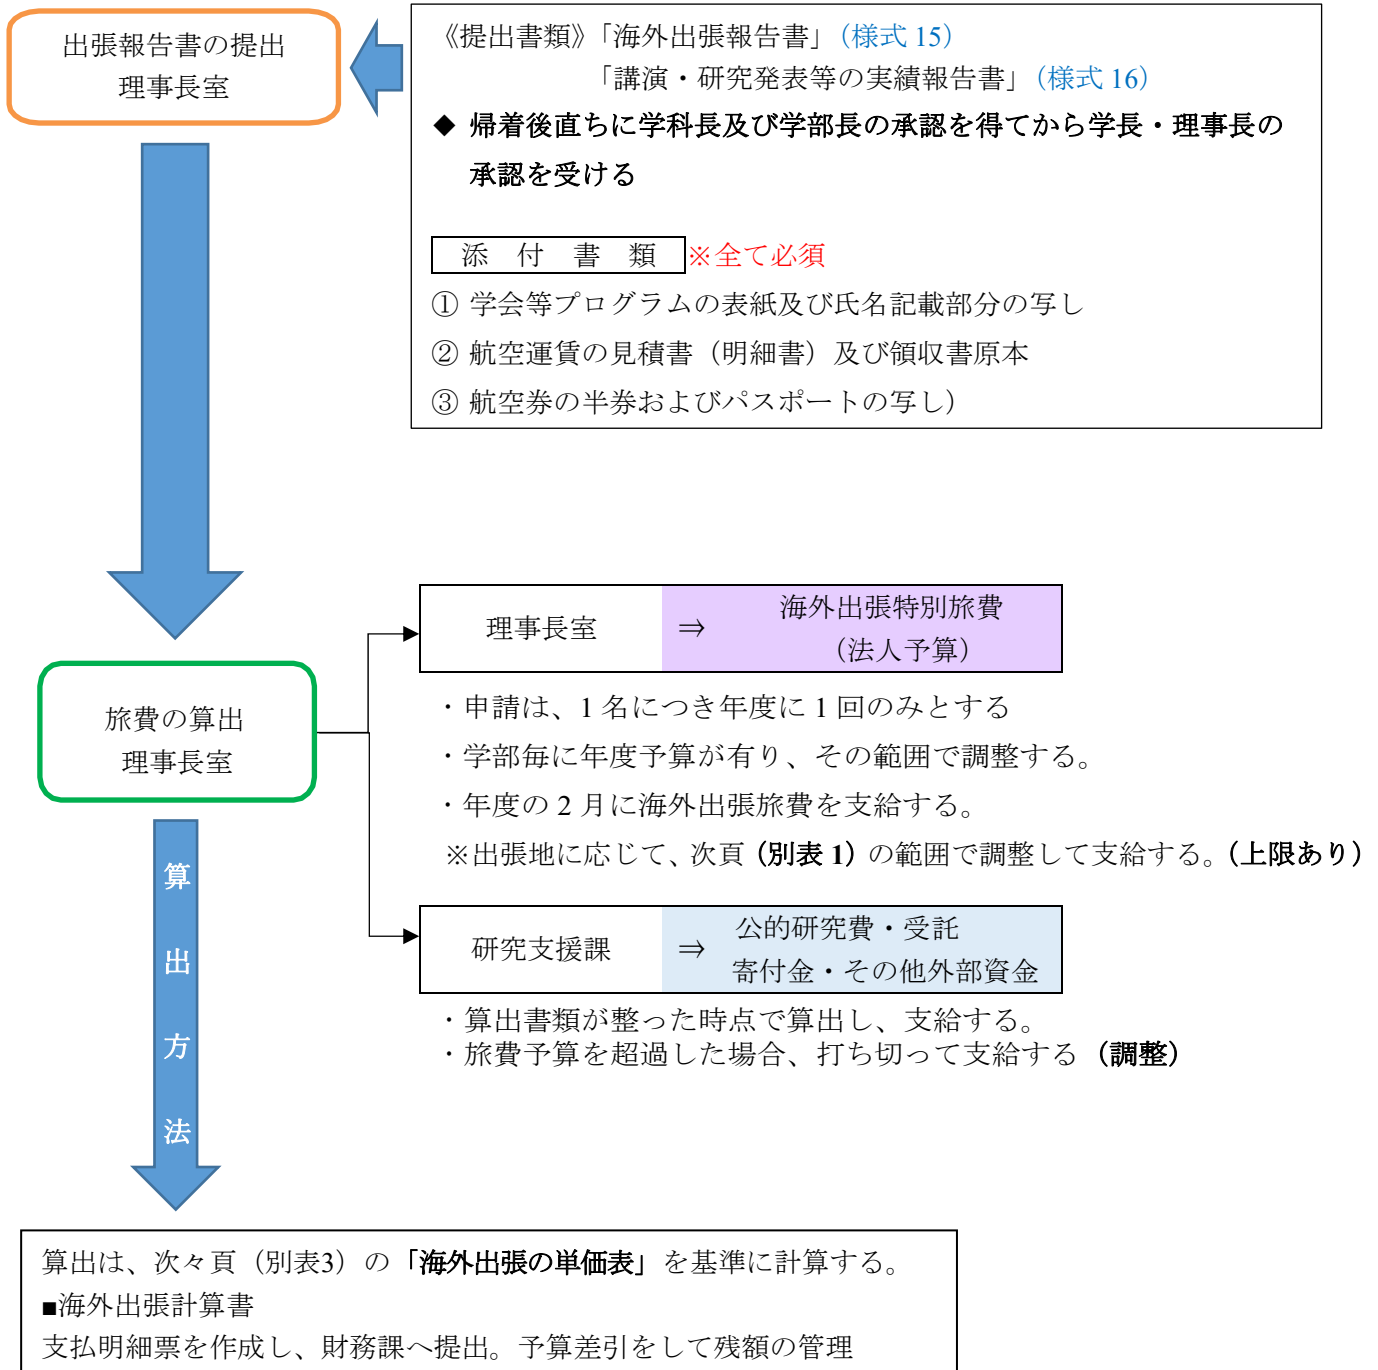 出張報告書の提出
理事長室
《提出書類》「海外出張報告書」（様式 15）
「講演・研究発表等の実績報告書」（様式 16）
◆ 帰着後直ちに学科長及び学部長の承認を得てから学長・理事長の
承認を受ける
添 付 書 類 ※全て必須
① 学会等プログラムの表紙及び氏名記載部分の写し
② 航空運賃の見積書（明細書）及び領収書原本
③ 航空券の半券およびパスポートの写し）
理事長室 ⇒ 海外出張特別旅費
（法人予算）
旅費の算出
理事長室
・申請は、1 名につき年度に 1 回のみとする
・学部毎に年度予算が有り、その範囲で調整する。
・年度の 2 月に海外出張旅費を支給する。
※出張地に応じて、次頁（別表 1）の範囲で調整して支給する。（上限あり）
研究支援課 ⇒ 公的研究費・受託
寄付金・その他外部資金
・算出書類が整った時点で算出し、支給する。
・旅費予算を超過した場合、打ち切って支給する（調整）
算
出
方
法
算出は、次々頁（別表3）の「海外出張の単価表」を基準に計算する。
■海外出張計算書
支払明細票を作成し、財務課へ提出。予算差引をして残額の管理